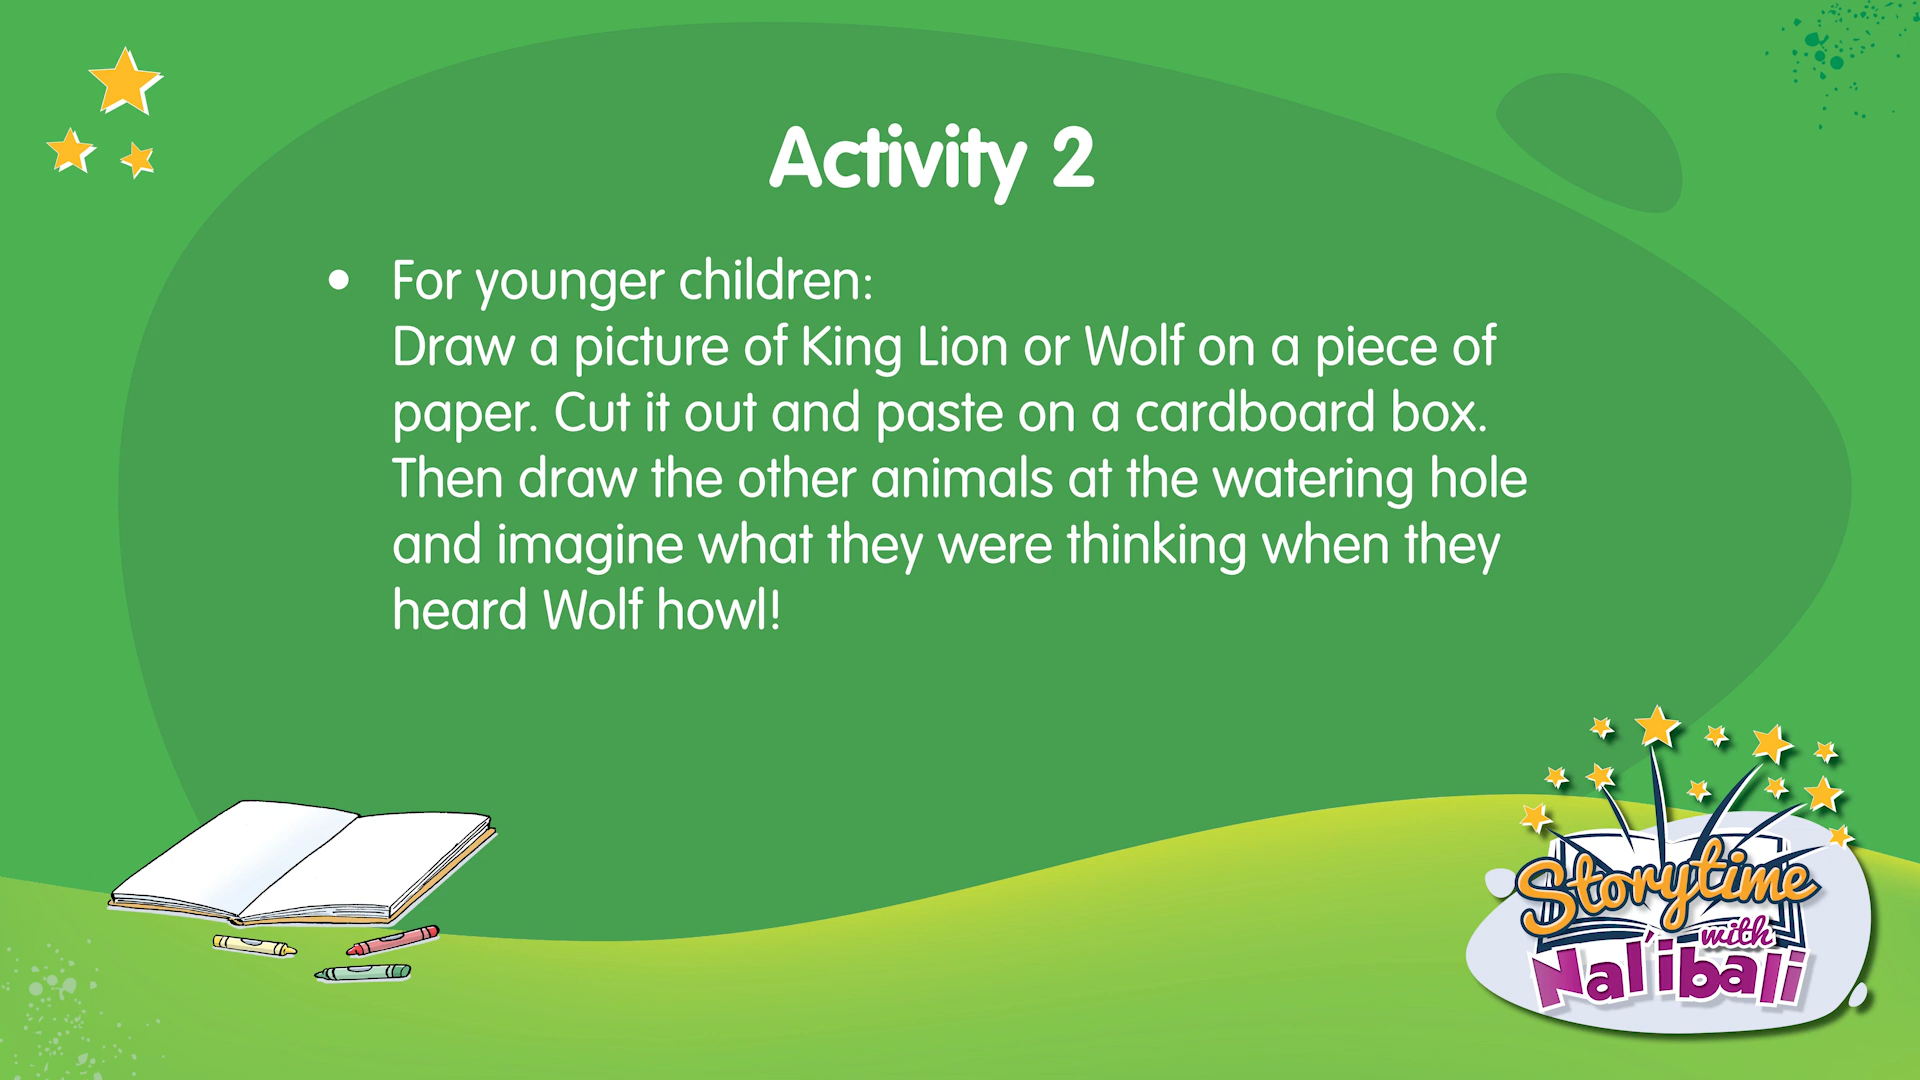 Activity 2
• For younger children:
Draw a picture of King Lion or Wolf on a piece of
paper. Cut it out and paste on a cardboard box.
Then draw the other animals at the watering hole
and imagine what they were thinking when they
heard Wolf howl!
Storytime
with
Nal'ibali